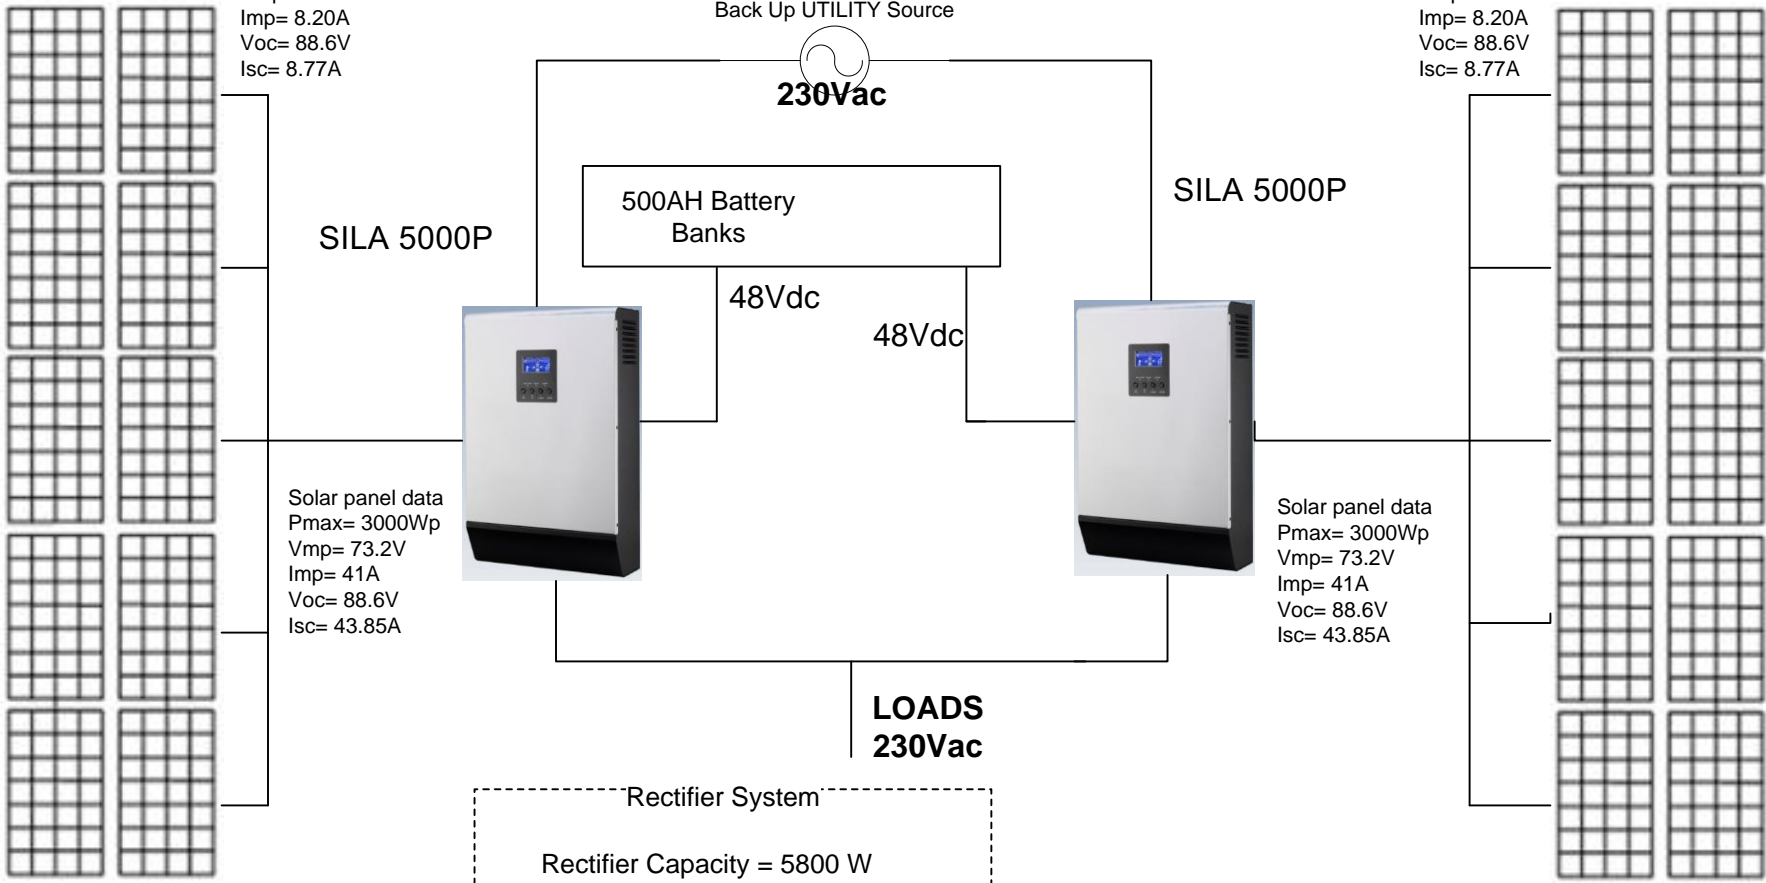 Imp= 8.20A
Voc= 88.6V
Isc= 8.77A
Back Up UTILITY Source
230Vac
Imp= 8.20A
Voc= 88.6V
Isc= 8.77A
SILA 5000P
500AH Battery
Banks
SILA 5000P
48Vdc
48Vdc
Solar panel data
Pmax= 3000Wp
Vmp= 73.2V
Imp= 41A
Voc= 88.6V
Isc= 43.85A
Solar panel data
Pmax= 3000Wp
Vmp= 73.2V
Imp= 41A
Voc= 88.6V
Isc= 43.85A
LOADS
230Vac
Rectifier System
Rectifier Capacity = 5800 W